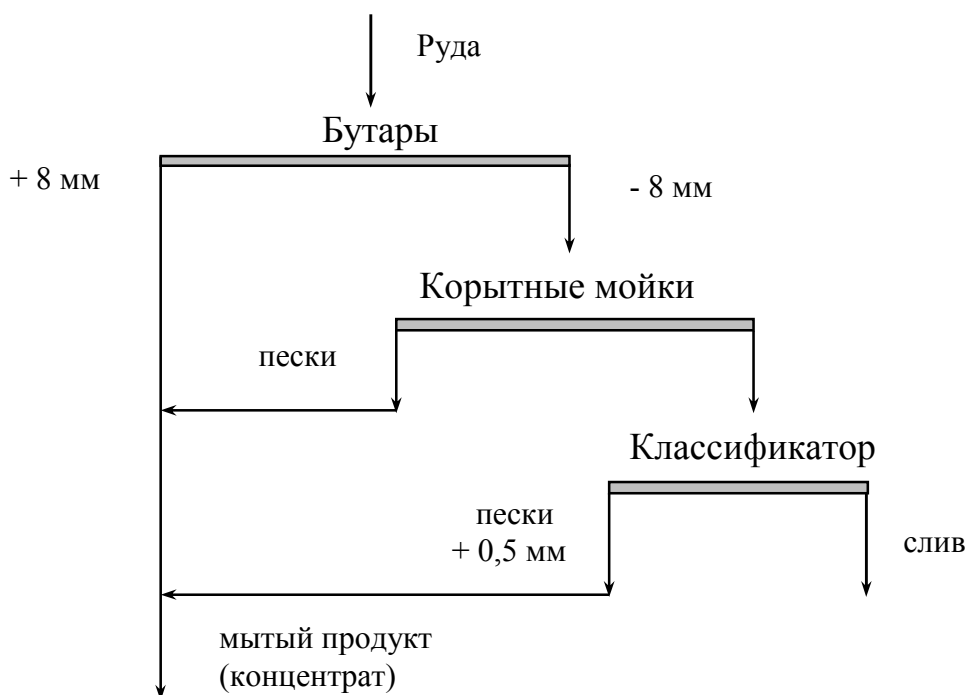 Руда
Бутары
+ 8 мм
- 8 мм
Корытные мойки
пески
Классификатор
пески
+ 0,5 мм
слив
мытый продукт
(концентрат)